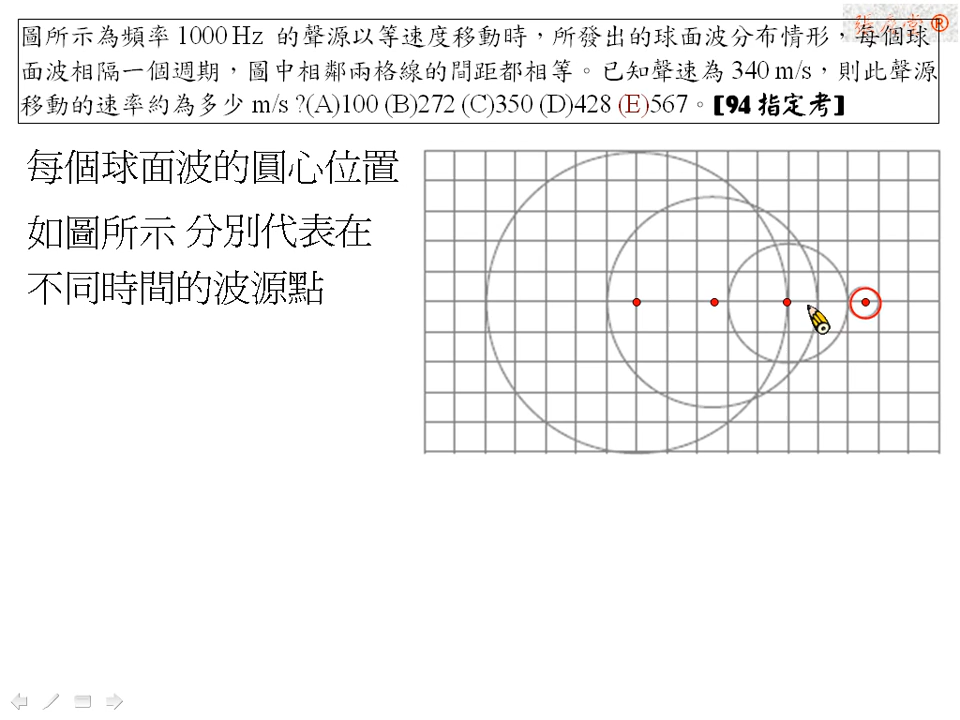 圖所示為頻率 1000 Hz 的聲源以等速度移動時，所發出的球面波分布情形，每個球
面波相隔一個週期，圖中相鄰兩格線的間距都相等。已知聲速為 340 m/s，則此聲源
移動的速率約為多少 m/s ?(A)100 (B)272 (C)350 (D)428 (E)567。【94 指定考】
每個球面波的圓心位置
如圖所示 分別代表在
不同時間的波源點